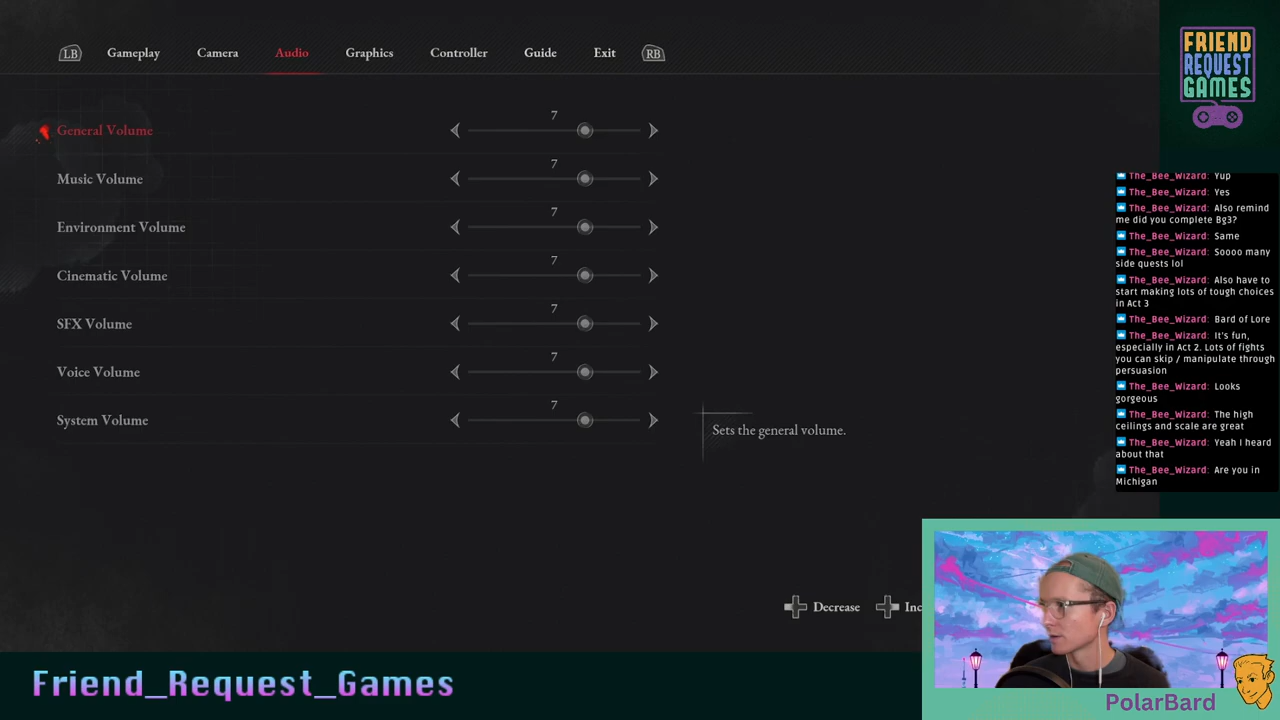 LB Gameplay Camera Audio Graphics Controller Guide Exit RB
General Volume 7
Music Volume 7
Environment Volume 7
Cinematic Volume 7
SFX Volume 7
Voice Volume 7
System Volume 7
Sets the general volume.
Decrease Inc
FRIEND
REQUEST
GAMES
The_Bee_Wizard: Yup
The_Bee_Wizard: Yes
The_Bee_Wizard: Also remind
me did you complete Bg3?
The_Bee_Wizard: Same
The_Bee_Wizard: Soooo many
side quests lol
The_Bee_Wizard: Also have to
start making lots of tough choices
in Act 3
The_Bee_Wizard: Bard of Lore
The_Bee_Wizard: It's fun,
especially in Act 2. Lots of fights
you can skip / manipulate through
persuasion
The_Bee_Wizard: Looks
gorgeous
The_Bee_Wizard: The high
ceilings and scale are great
The_Bee_Wizard: Yeah I heard
about that
The_Bee_Wizard: Are you in
Michigan
Friend_Request_Games
PolarBard